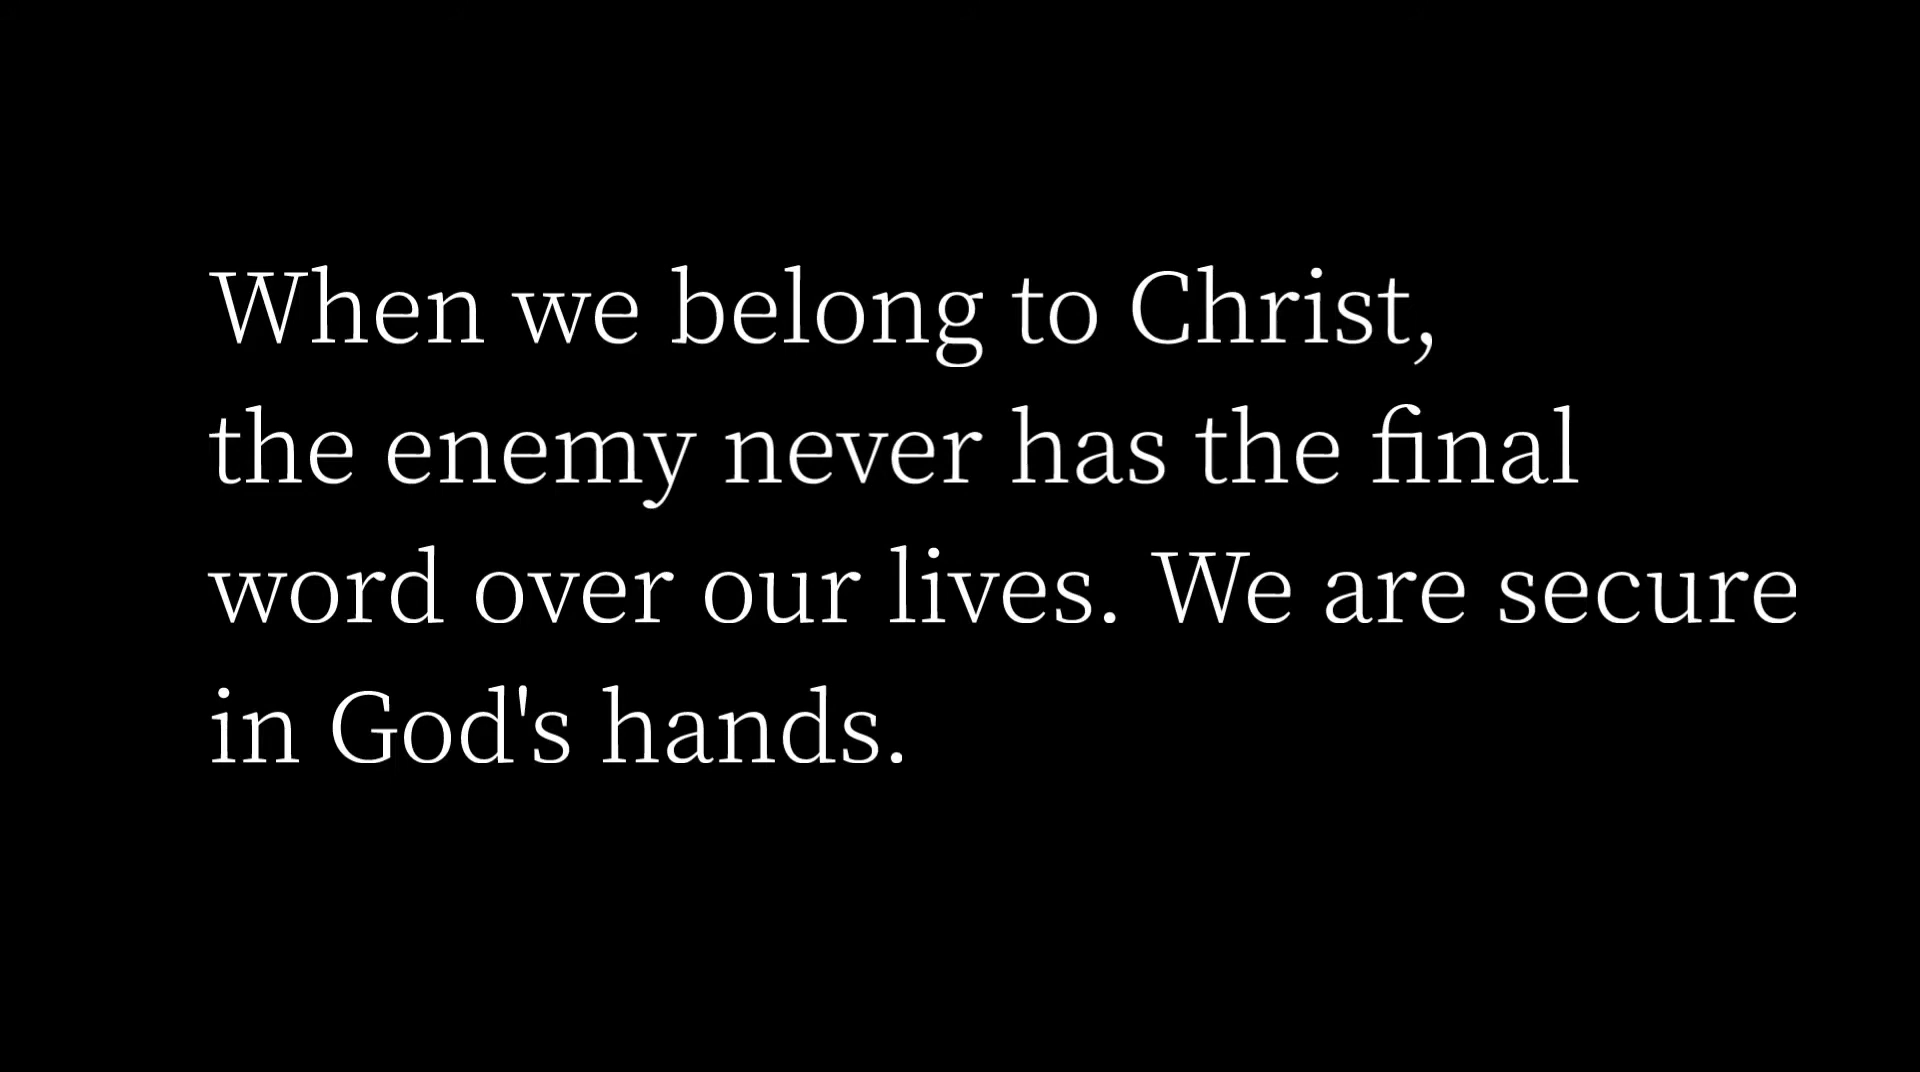 When we belong to Christ,
the enemy never has the final
word over our lives. We are secure
in God's hands.